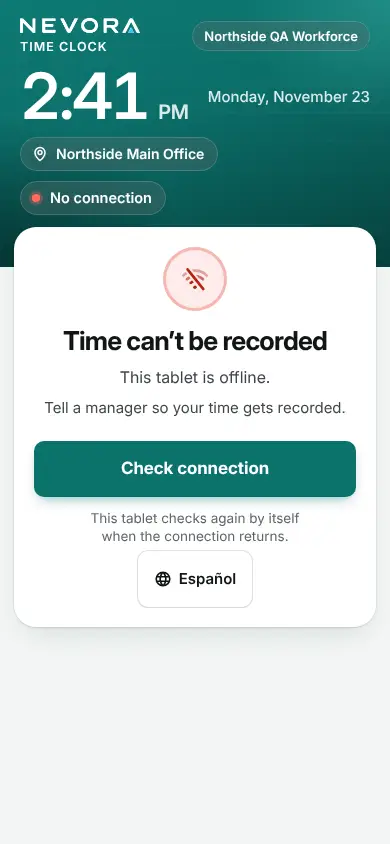 NEVORA
TIME CLOCK
Northside QA Workforce
2:41 PM
Monday, November 23
Northside Main Office
No connection
Time can't be recorded
This tablet is offline.
Tell a manager so your time gets recorded.
Check connection
This tablet checks again by itself
when the connection returns.
Español